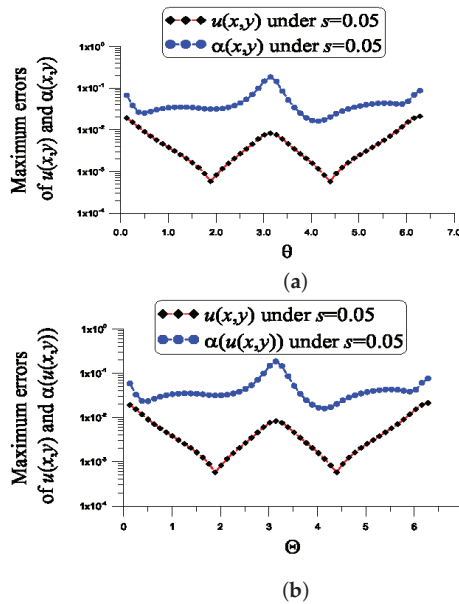 u(x,y) under s=0.05
α(x,y) under s=0.05
Maximum errors
of u(x,y) and α(x,y)
1x10⁰
1x10⁻¹
1x10⁻²
1x10⁻³
1x10⁻⁴
0.0 1.0 2.0 3.0 4.0 5.0 6.0 7.0
θ
(a)
u(x,y) under s=0.05
α(u(x,y)) under s=0.05
Maximum errors
of u(x,y) and α(u(x,y))
1x10⁰
1x10⁻¹
1x10⁻²
1x10⁻³
1x10⁻⁴
0 1 2 3 4 5 6
Θ
(b)